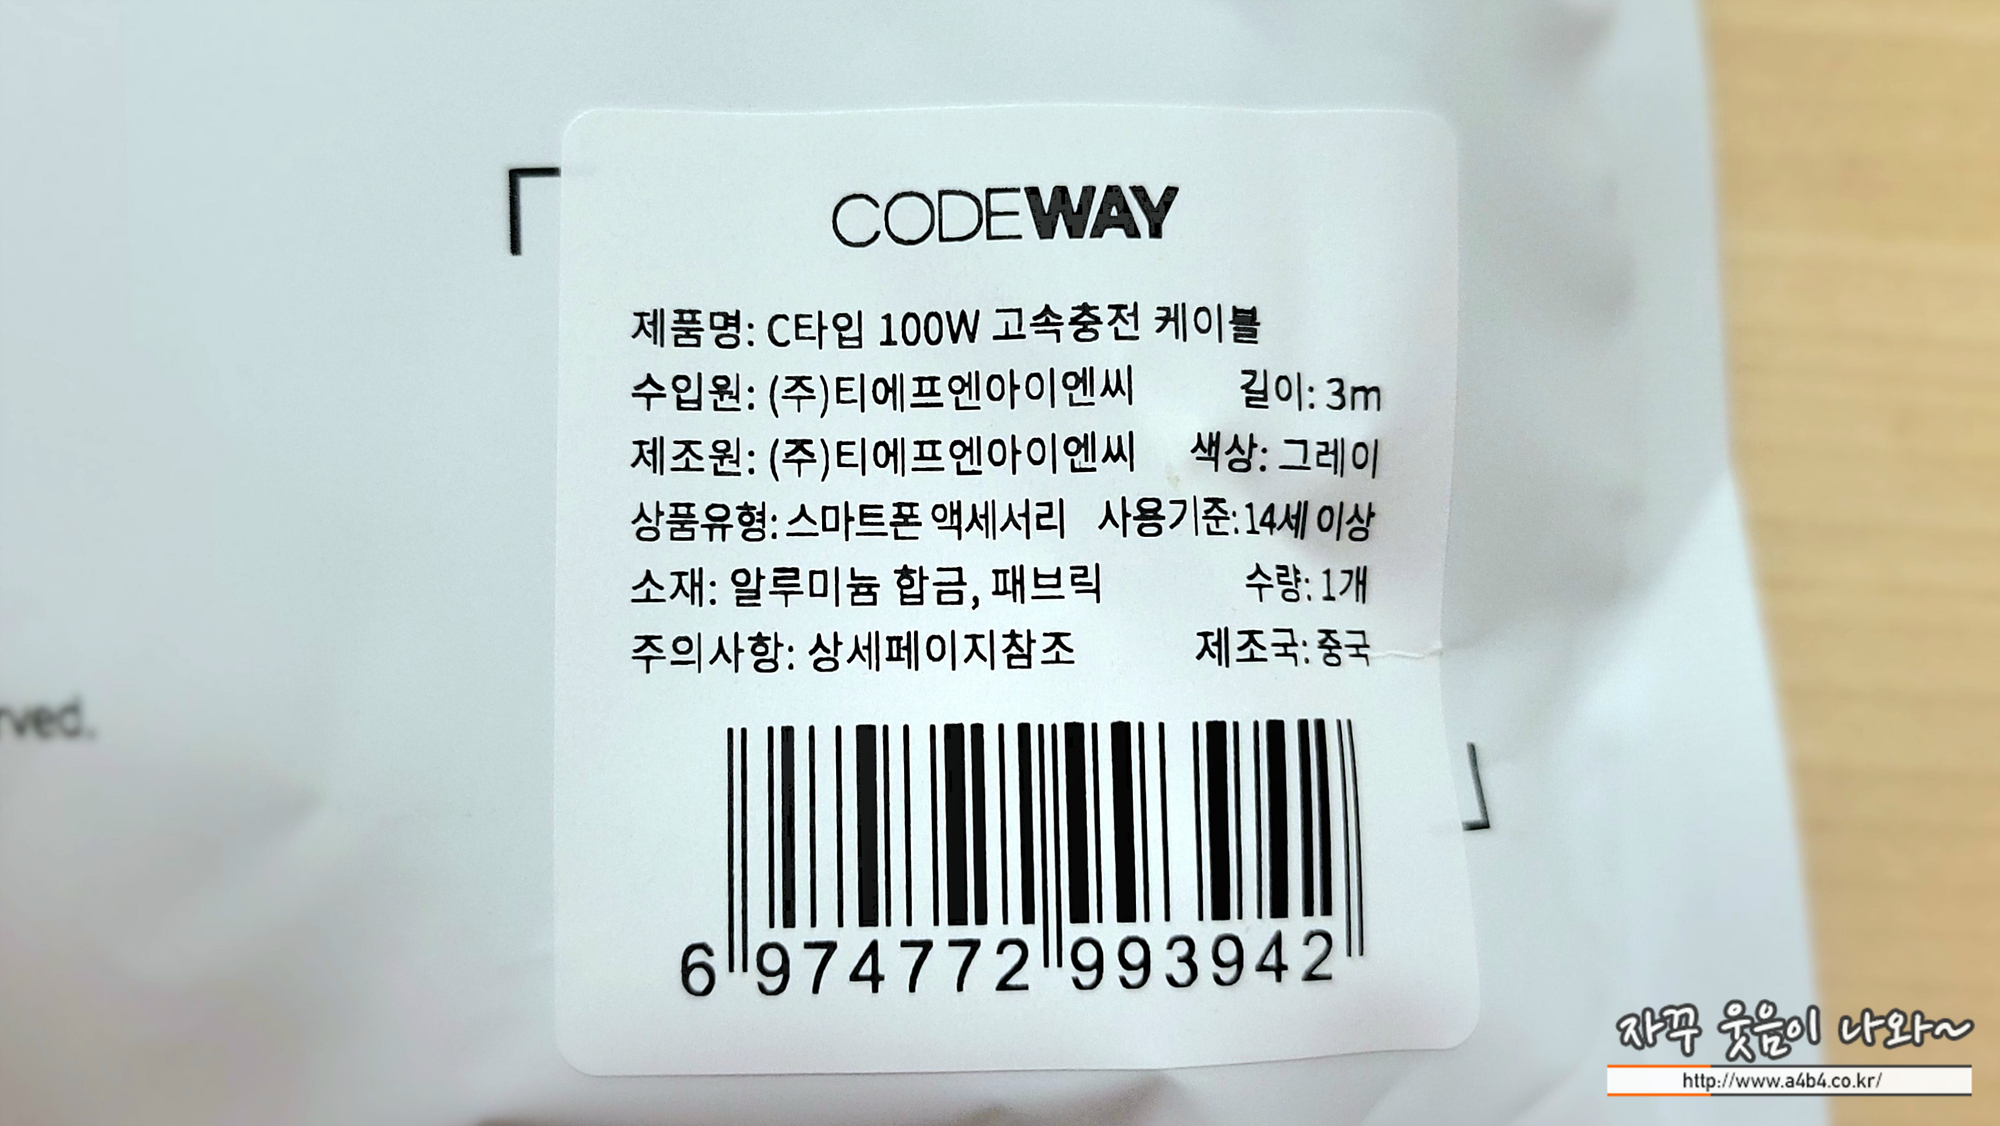 CODEWAY
제품명: C타입 100W 고속충전 케이블
수입원: (주)티에프엔아이엔씨 길이: 3m
제조원: (주)티에프엔아이엔씨 색상: 그레이
상품유형: 스마트폰 액세서리 사용기준: 14세 이상
소재: 알루미늄 합금, 패브릭 수량: 1개
주의사항: 상세페이지참조 제조국: 중국
rved.
6 974772 993942
자꾸 웃음이 나와~
http://www.a4b4.co.kr/